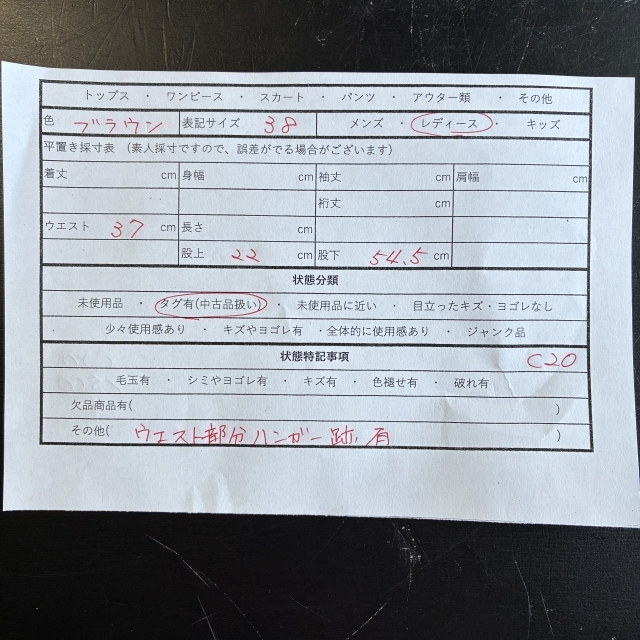 トップス ・ ワンピース ・ スカート ・ パンツ ・ アウター類 ・ その他
色 ブラウン 表記サイズ 38 メンズ ・ レディース ・ キッズ
平置き採寸表 (素人採寸ですので、誤差がでる場合がございます)
着丈 cm 身幅 cm 袖丈 cm 肩幅 cm
裄丈 cm
ウエスト 37 cm 長さ cm
股上 22 cm 股下 54.5 cm
状態分類
未使用品 ・ タグ有(中古品扱い) ・ 未使用品に近い ・ 目立ったキズ・ヨゴレなし
少々使用感あり ・ キズやヨゴレ有 ・全体的に使用感あり ・ ジャンク品
状態特記事項 C20
毛玉有 ・ シミやヨゴレ有 ・ キズ有 ・ 色褪せ有 ・ 破れ有
欠品商品有( )
その他( ウエスト部分ハンガー跡有 )